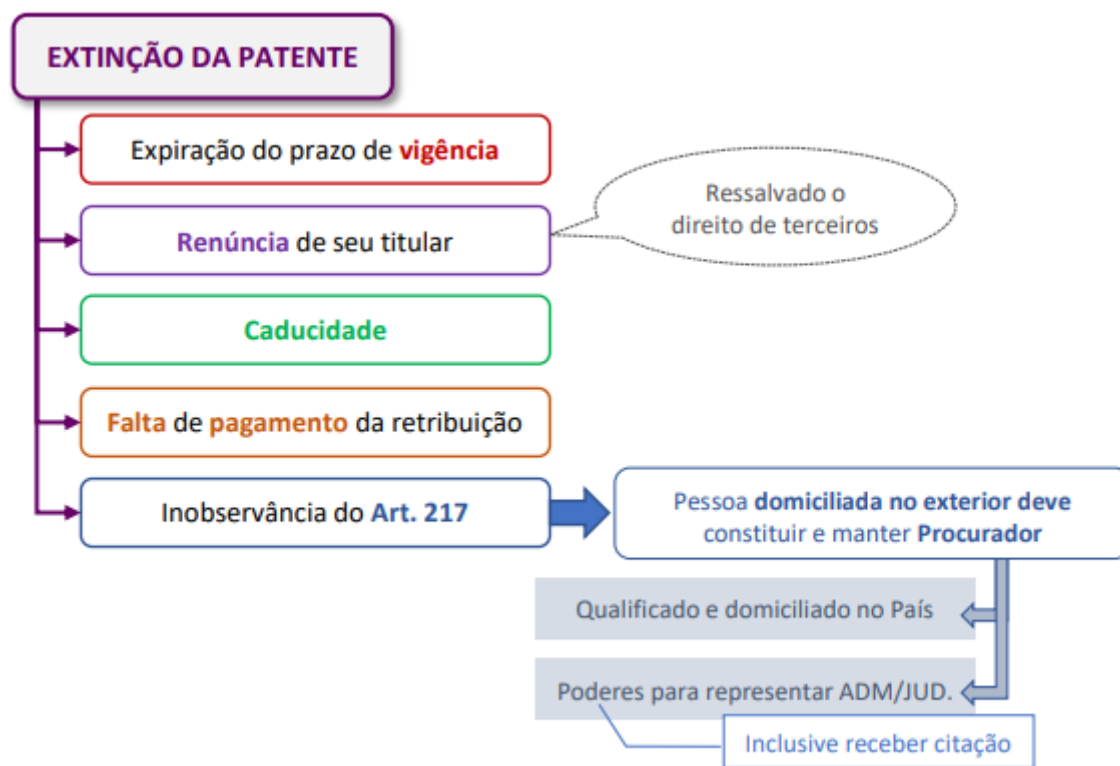 EXTINÇÃO DA PATENTE
Expiração do prazo de vigência
Ressalvado o
direito de terceiros
Renúncia de seu titular
Caducidade
Falta de pagamento da retribuição
Inobservância do Art. 217
Pessoa domiciliada no exterior deve
constituir e manter Procurador
Qualificado e domiciliado no País
Poderes para representar ADM/JUD.
Inclusive receber citação